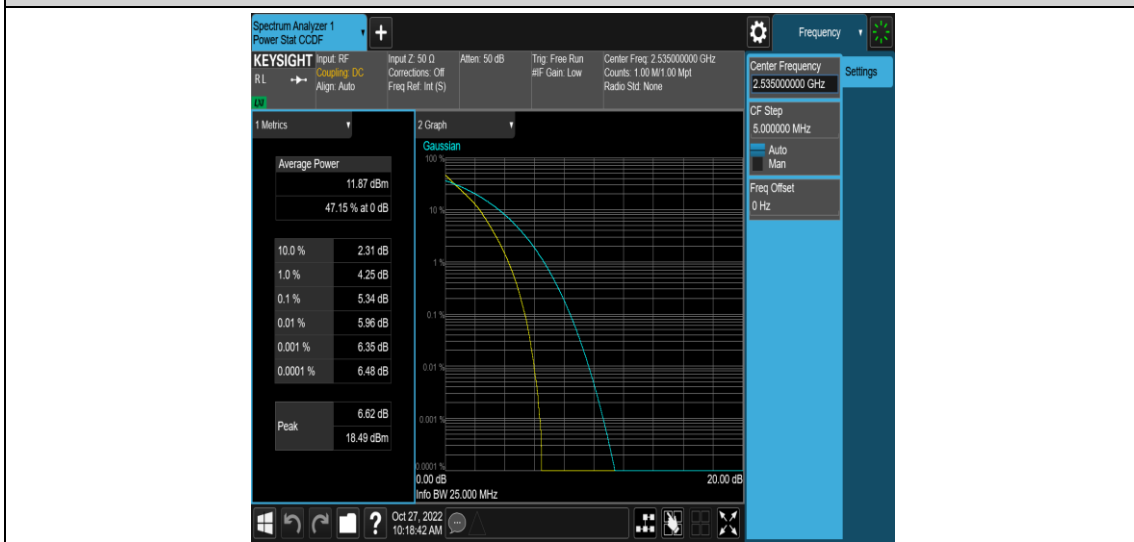 Spectrum Analyzer 1
Power Stat CCDF
+
Frequency
KEYSIGHT
R L
Input: RF
Coupling: DC
Align: Auto
Input Z: 50 Ω
Corrections: Off
Freq Ref: Int (S)
Atten: 50 dB
Trig: Free Run
#IF Gain: Low
Center Freq: 2.535000000 GHz
Counts: 1.00 M/1.00 Mpt
Radio Std: None
Center Frequency
2.535000000 GHz
Settings
CF Step
5.000000 MHz
Auto
Man
Freq Offset
0 Hz
1 Metrics
Average Power
11.87 dBm
47.15 % at 0 dB
10.0 % 2.31 dB
1.0 % 4.25 dB
0.1 % 5.34 dB
0.01 % 5.96 dB
0.001 % 6.35 dB
0.0001 % 6.48 dB
Peak
6.62 dB
18.49 dBm
2 Graph
Gaussian
100 %
10 %
1 %
0.1 %
0.01 %
0.001 %
0.0001 %
0.00 dB 20.00 dB
Info BW 25.000 MHz
?
Oct 27, 2022
10:18:42 AM